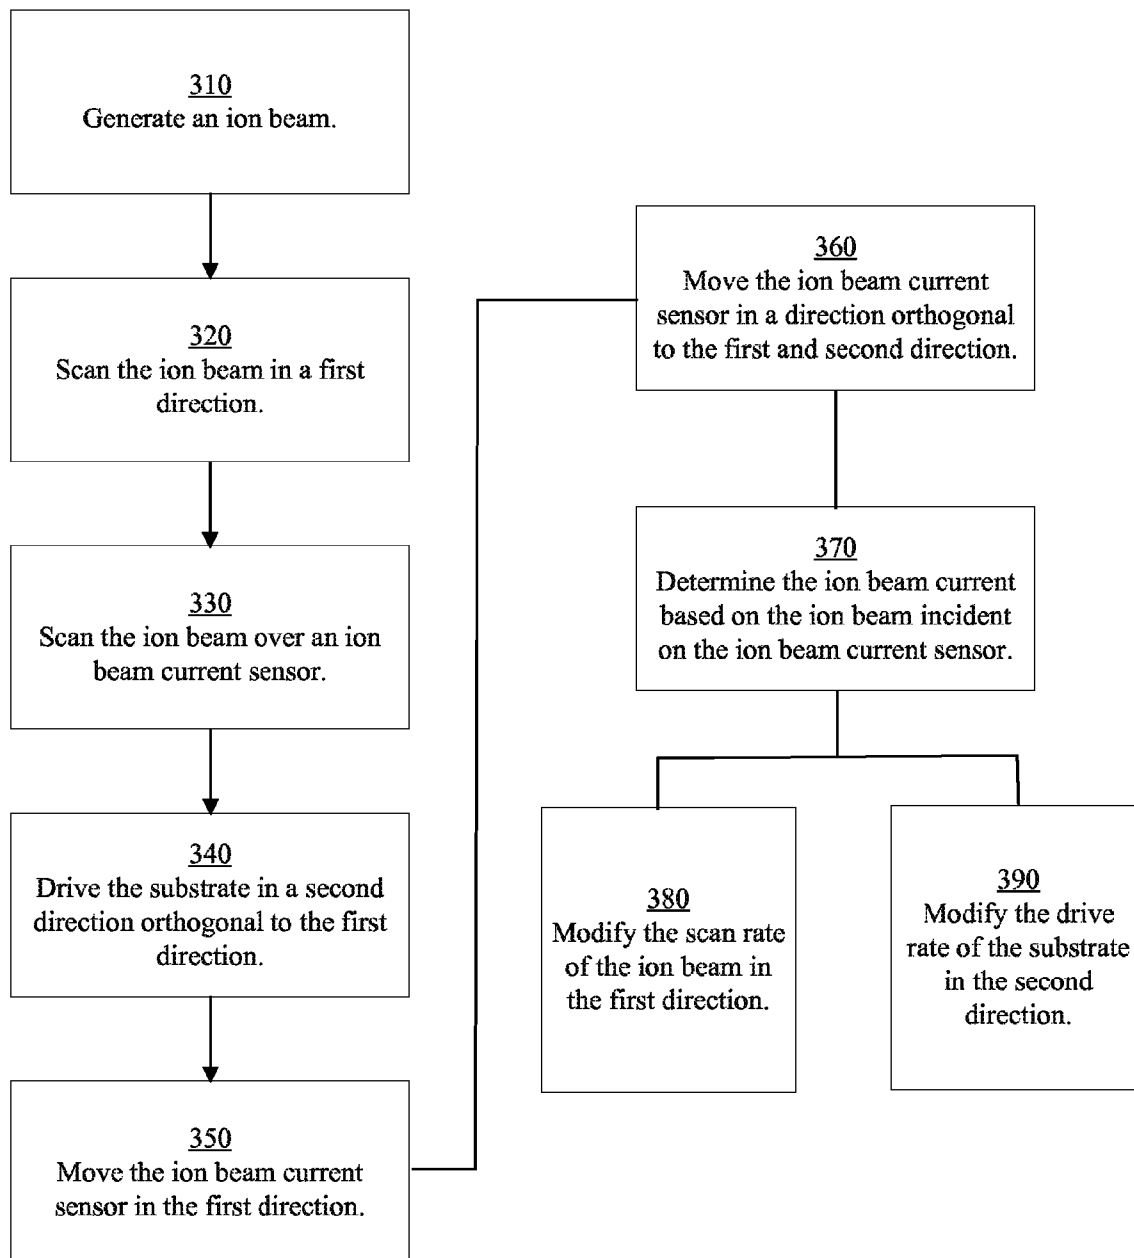 310
Generate an ion beam.
320
Scan the ion beam in a first
direction.
330
Scan the ion beam over an ion
beam current sensor.
340
Drive the substrate in a second
direction orthogonal to the first
direction.
350
Move the ion beam current
sensor in the first direction.
360
Move the ion beam current
sensor in a direction orthogonal
to the first and second direction.
370
Determine the ion beam current
based on the ion beam incident
on the ion beam current sensor.
380
Modify the scan rate
of the ion beam in
the first direction.
390
Modify the drive
rate of the substrate
in the second
direction.